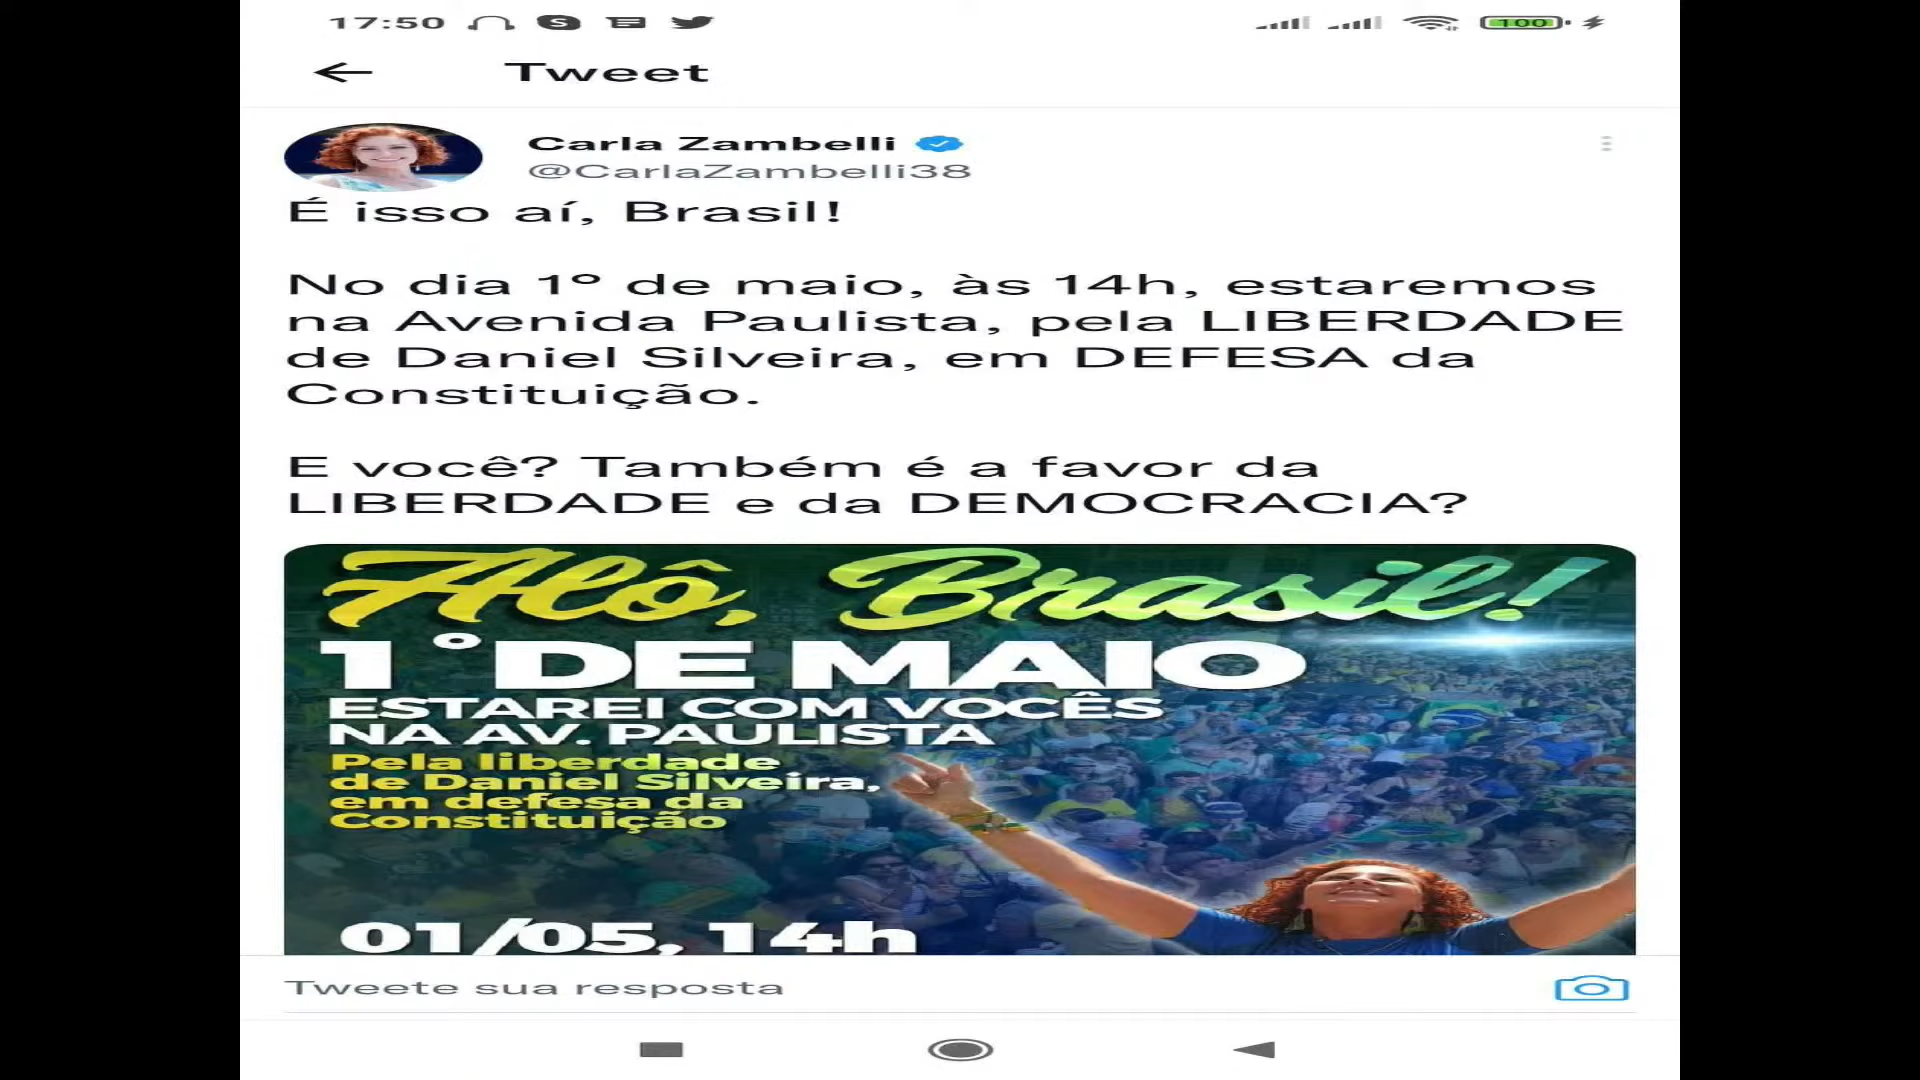 17:50
100
Tweet
Carla Zambelli
@CarlaZambelli38
É isso aí, Brasil!
No dia 1º de maio, às 14h, estaremos
na Avenida Paulista, pela LIBERDADE
de Daniel Silveira, em DEFESA da
Constituição.
E você? Também é a favor da
LIBERDADE e da DEMOCRACIA?
Alô, Brasil!
1° DE MAIO
ESTAREI COM VOCÊS
NA AV. PAULISTA
Pela liberdade
de Daniel Silveira,
em defesa da
Constituição
01/05, 14h
Tweete sua resposta